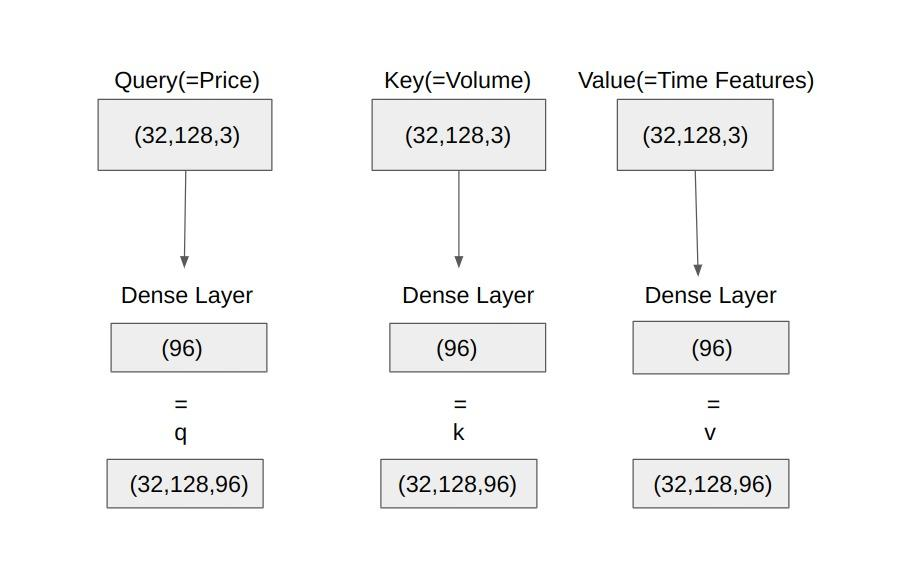 Query(=Price)
Key(=Volume)
Value(=Time Features)
(32,128,3)
(32,128,3)
(32,128,3)
Dense Layer
Dense Layer
Dense Layer
(96)
(96)
(96)
=
=
=
q
k
v
(32,128,96)
(32,128,96)
(32,128,96)